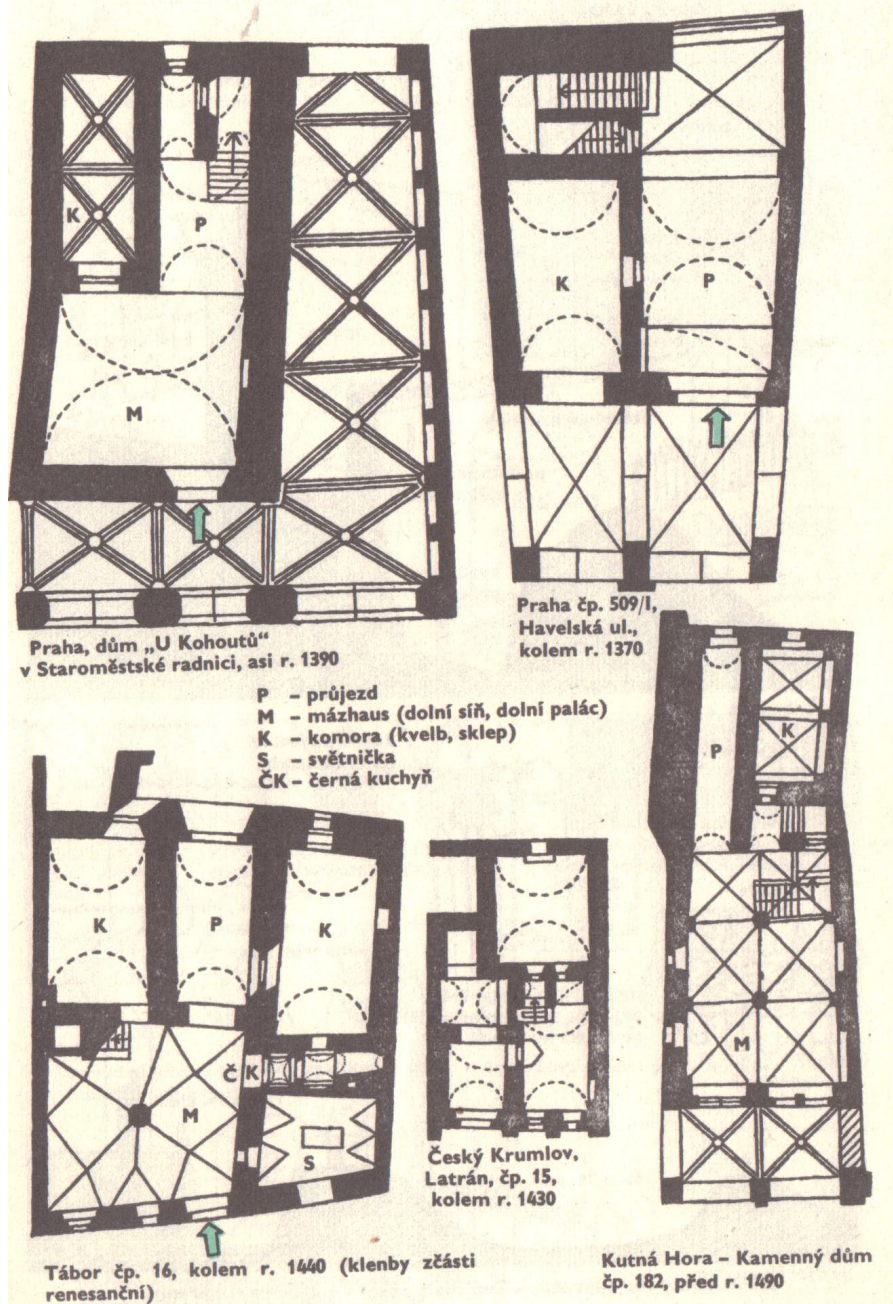 K
P
M
Praha, dům „U Kohoutů“
v Staroměstské radnici, asi r. 1390
K
P
Praha čp. 509/I,
Havelská ul.,
kolem r. 1370
P – průjezd
M – mázhaus (dolní síň, dolní palác)
K – komora (kvelb, sklep)
S – světnička
ČK – černá kuchyň
K
P
K
ČK
M
S
Tábor čp. 16, kolem r. 1440 (klenby zčásti
renesanční)
Český Krumlov,
Latrán, čp. 15,
kolem r. 1430
P
K
M
Kutná Hora – Kamenný dům
čp. 182, před r. 1490